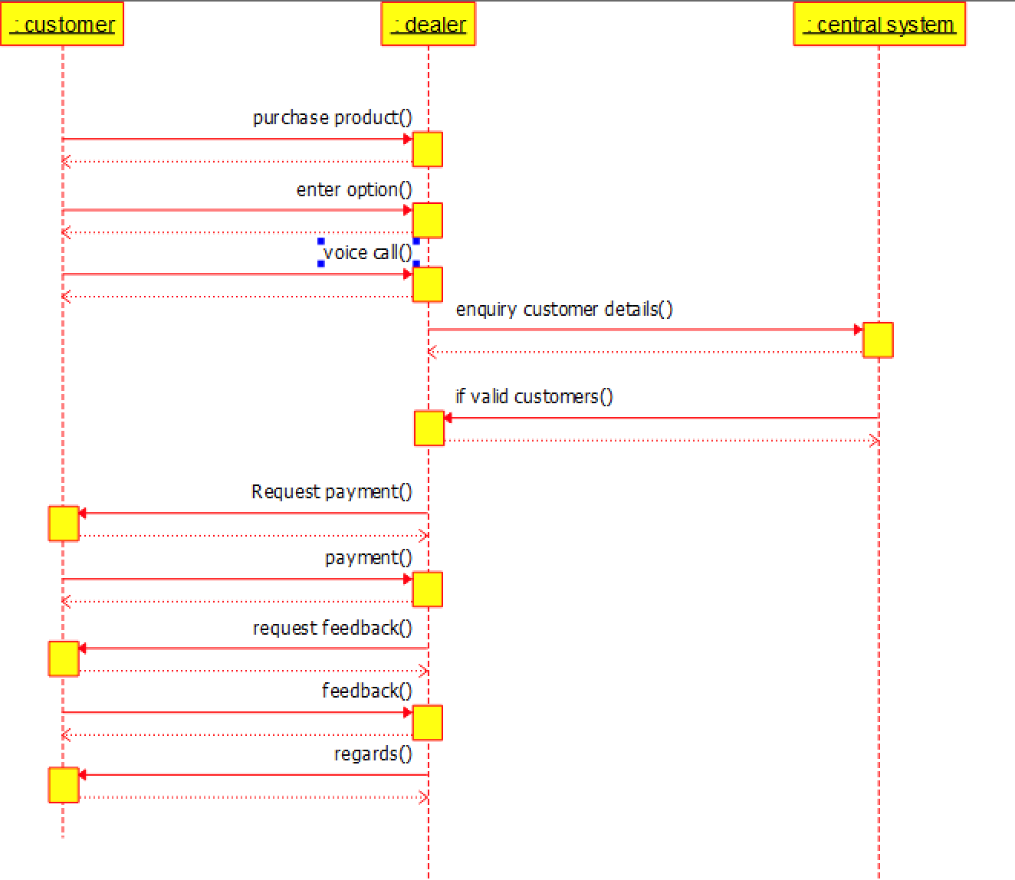 : customer
: dealer
: central system
purchase product()
enter option()
voice call()
enquiry customer details()
if valid customers()
Request payment()
payment()
request feedback()
feedback()
regards()